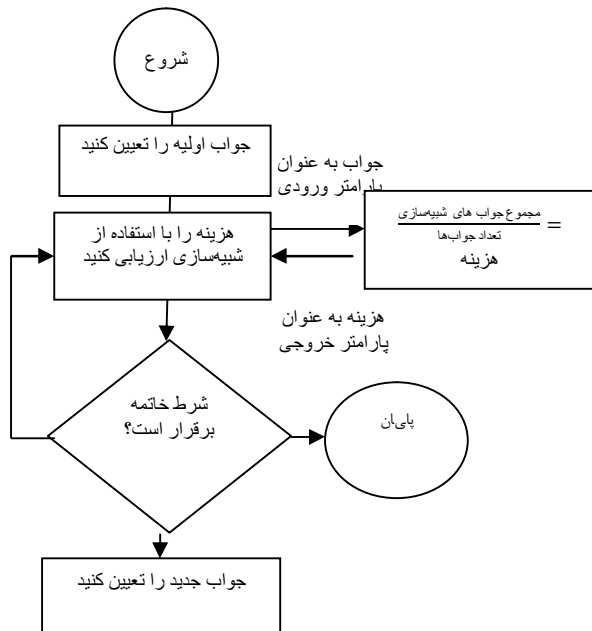 شروع
جواب اولیه را تعیین کنید
جواب به عنوان
پارامتر ورودی
هزینه را با استفاده از
شبیه‌سازی ارزیابی کنید
مجموع جواب های شبیه‌سازی
تعداد جواب‌ها
=
هزینه
هزینه به عنوان
پارامتر خروجی
شرط خاتمه
برقرار است؟
پایان
جواب جدید را تعیین کنید